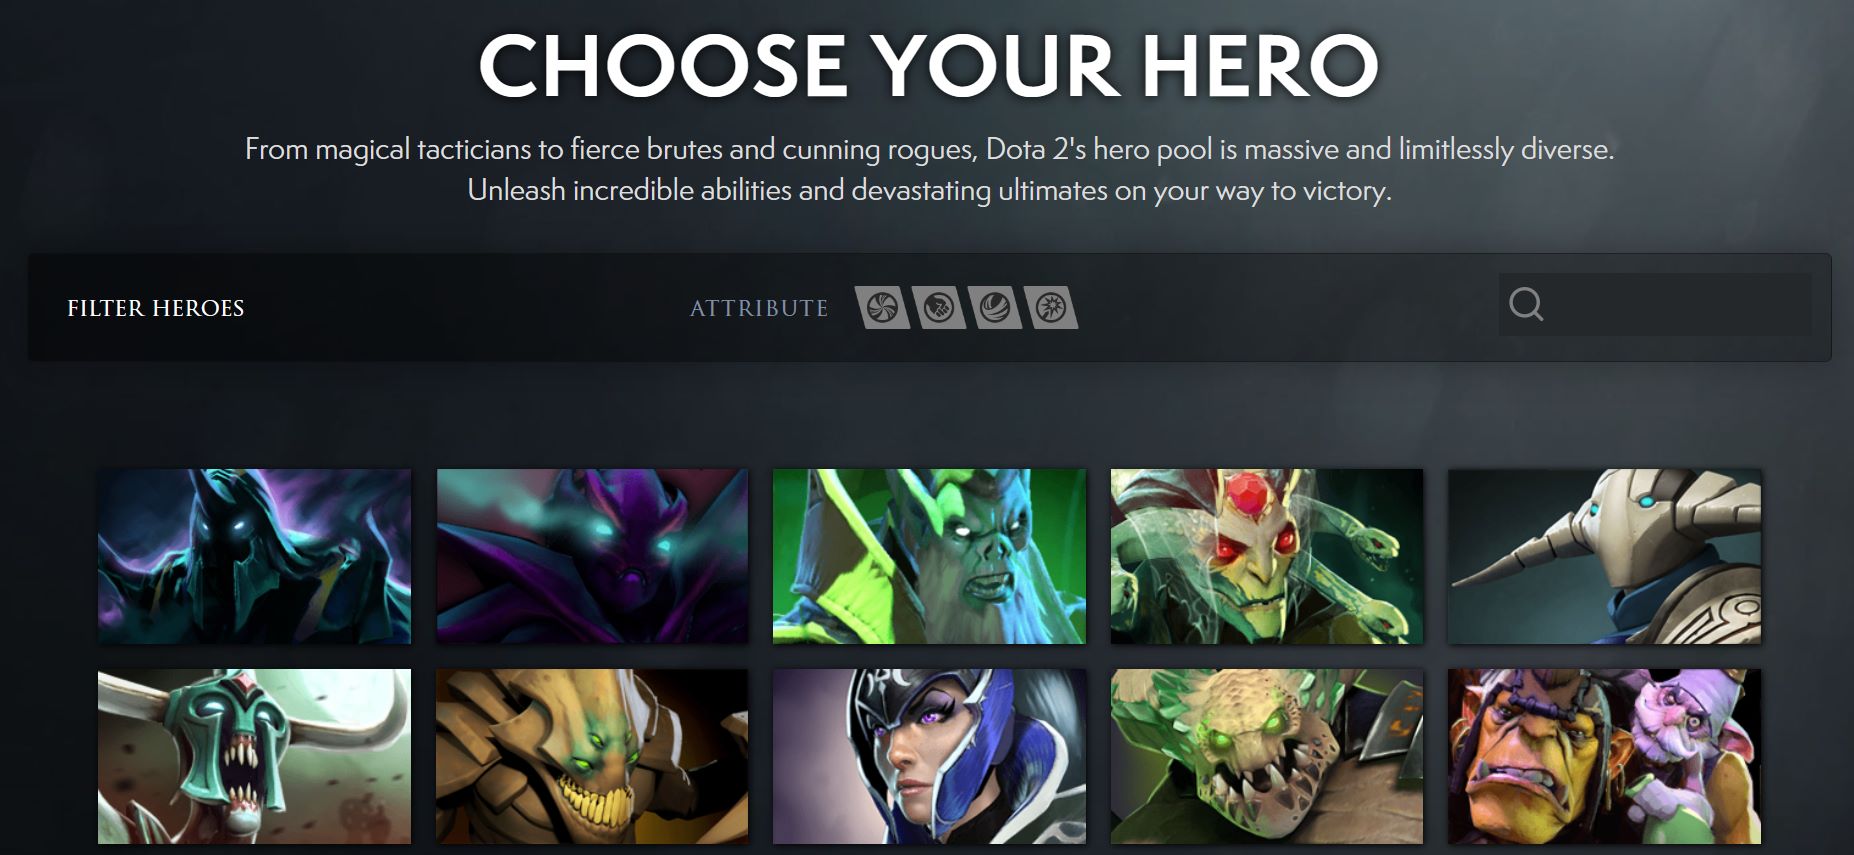 CHOOSE YOUR HERO
From magical tacticians to fierce brutes and cunning rogues, Dota 2's hero pool is massive and limitlessly diverse.
Unleash incredible abilities and devastating ultimates on your way to victory.
FILTER HEROES
ATTRIBUTE